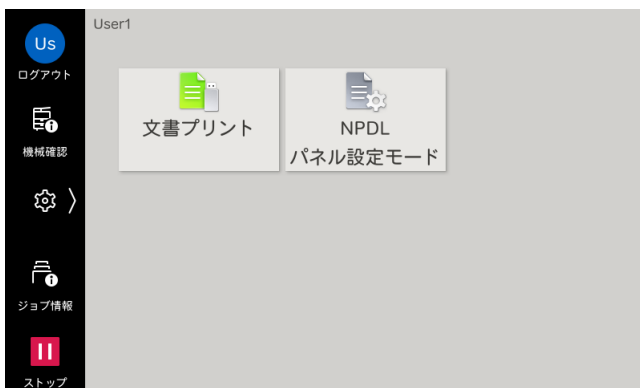 User1
Us
ログアウト
機械確認
ジョブ情報
ストップ
文書プリント
NPDL
パネル設定モード